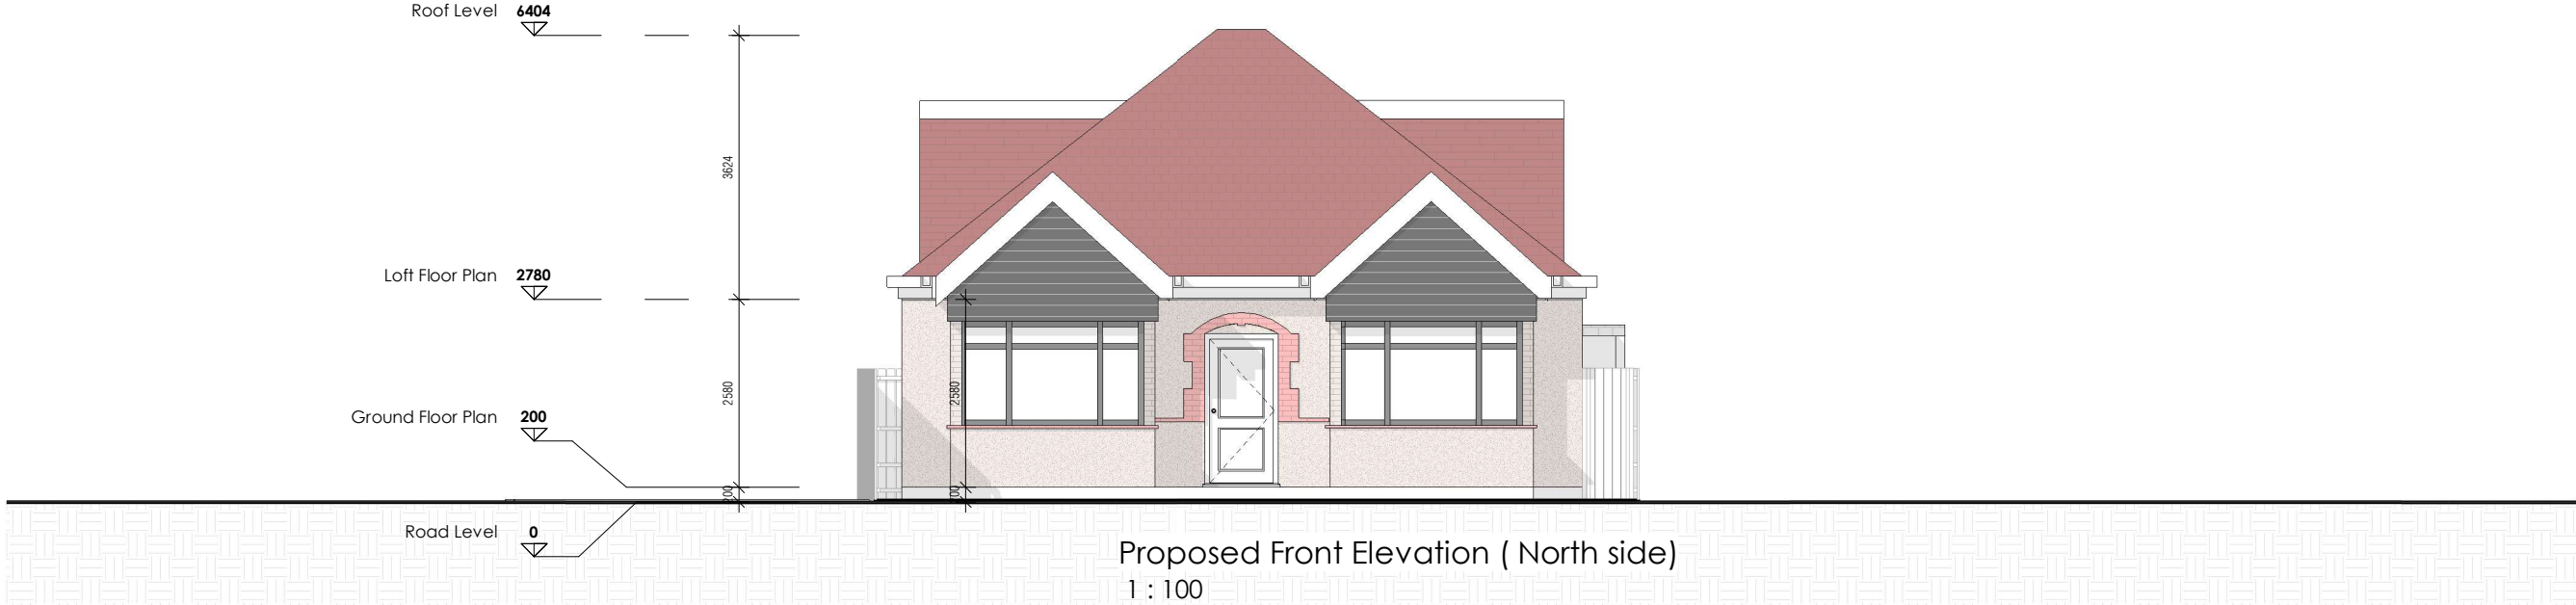 Roof Level 6404
3624
Loft Floor Plan 2780
2580
2580
Ground Floor Plan 200
200
200
Road Level 0
Proposed Front Elevation ( North side)
1 : 100